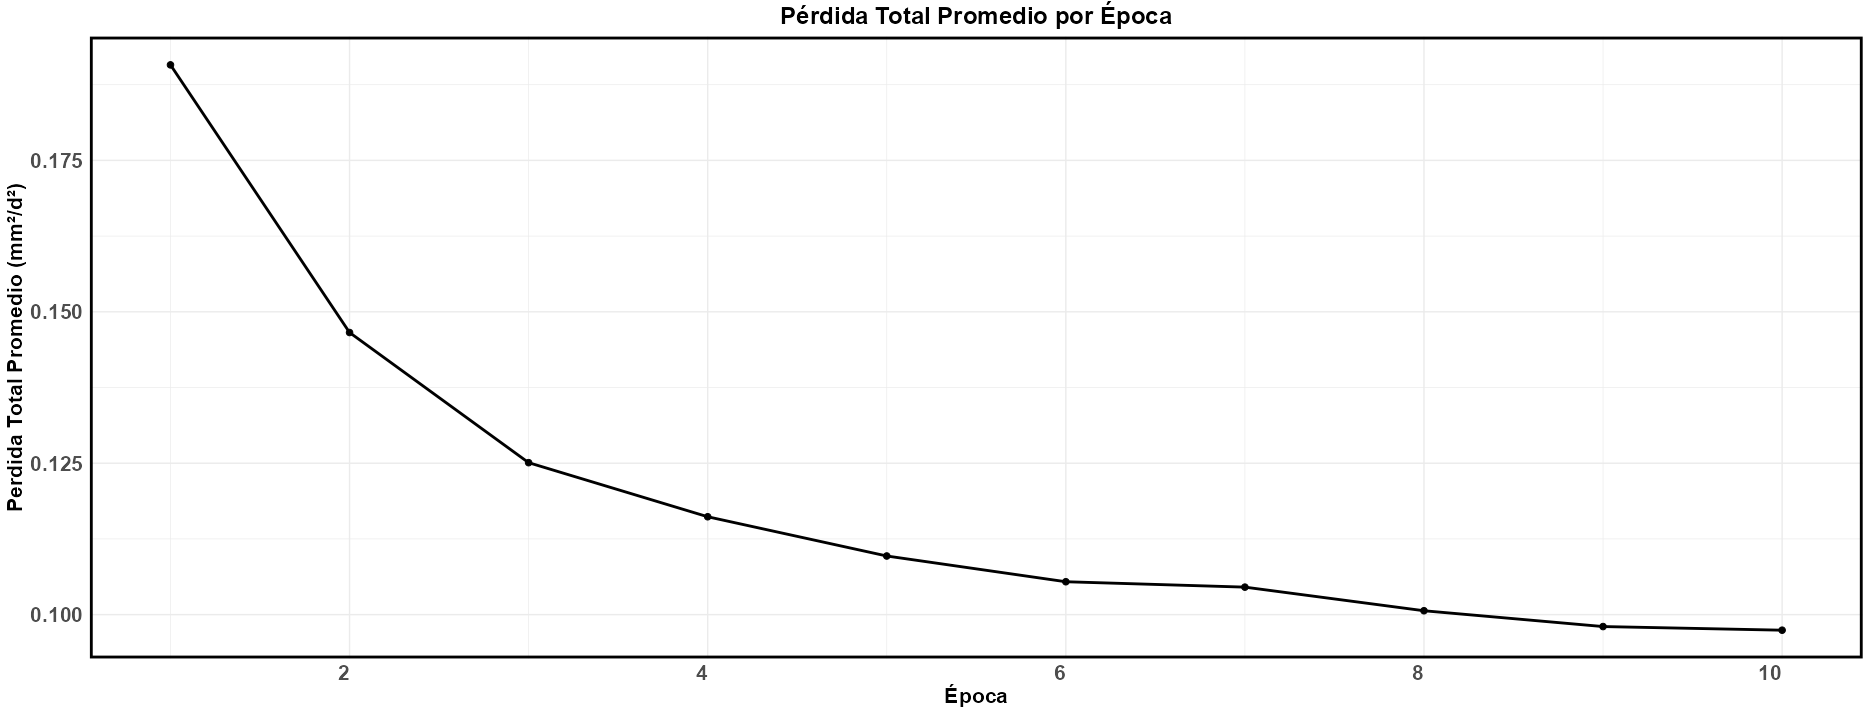 Pérdida Total Promedio por Época
Perdida Total Promedio (mm²/d²)
0.175
0.150
0.125
0.100
2 4 6 8 10
Época